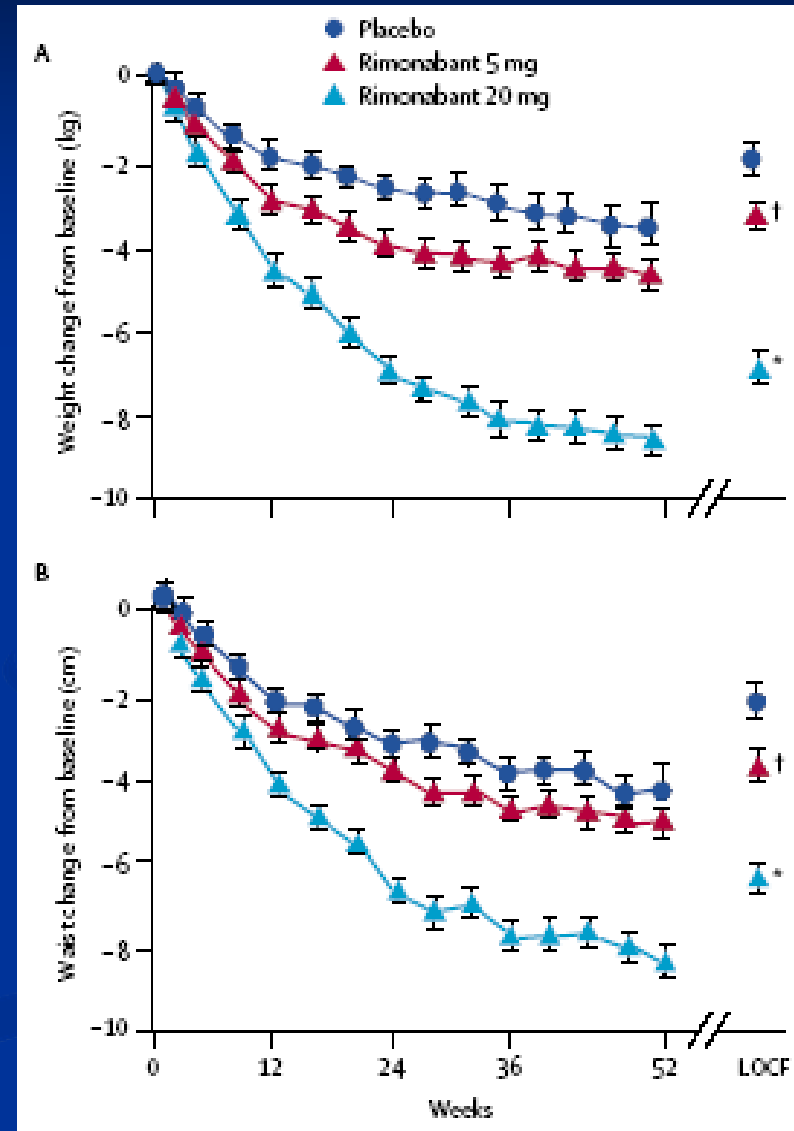 Placebo
Rimonabant 5 mg
Rimonabant 20 mg
A
Weight change from baseline (kg)
0
−2
−4
−6
−8
−10
†
*
B
Waist change from baseline (cm)
0
−2
−4
−6
−8
−10
†
*
0 12 24 36 52 LOCF
Weeks